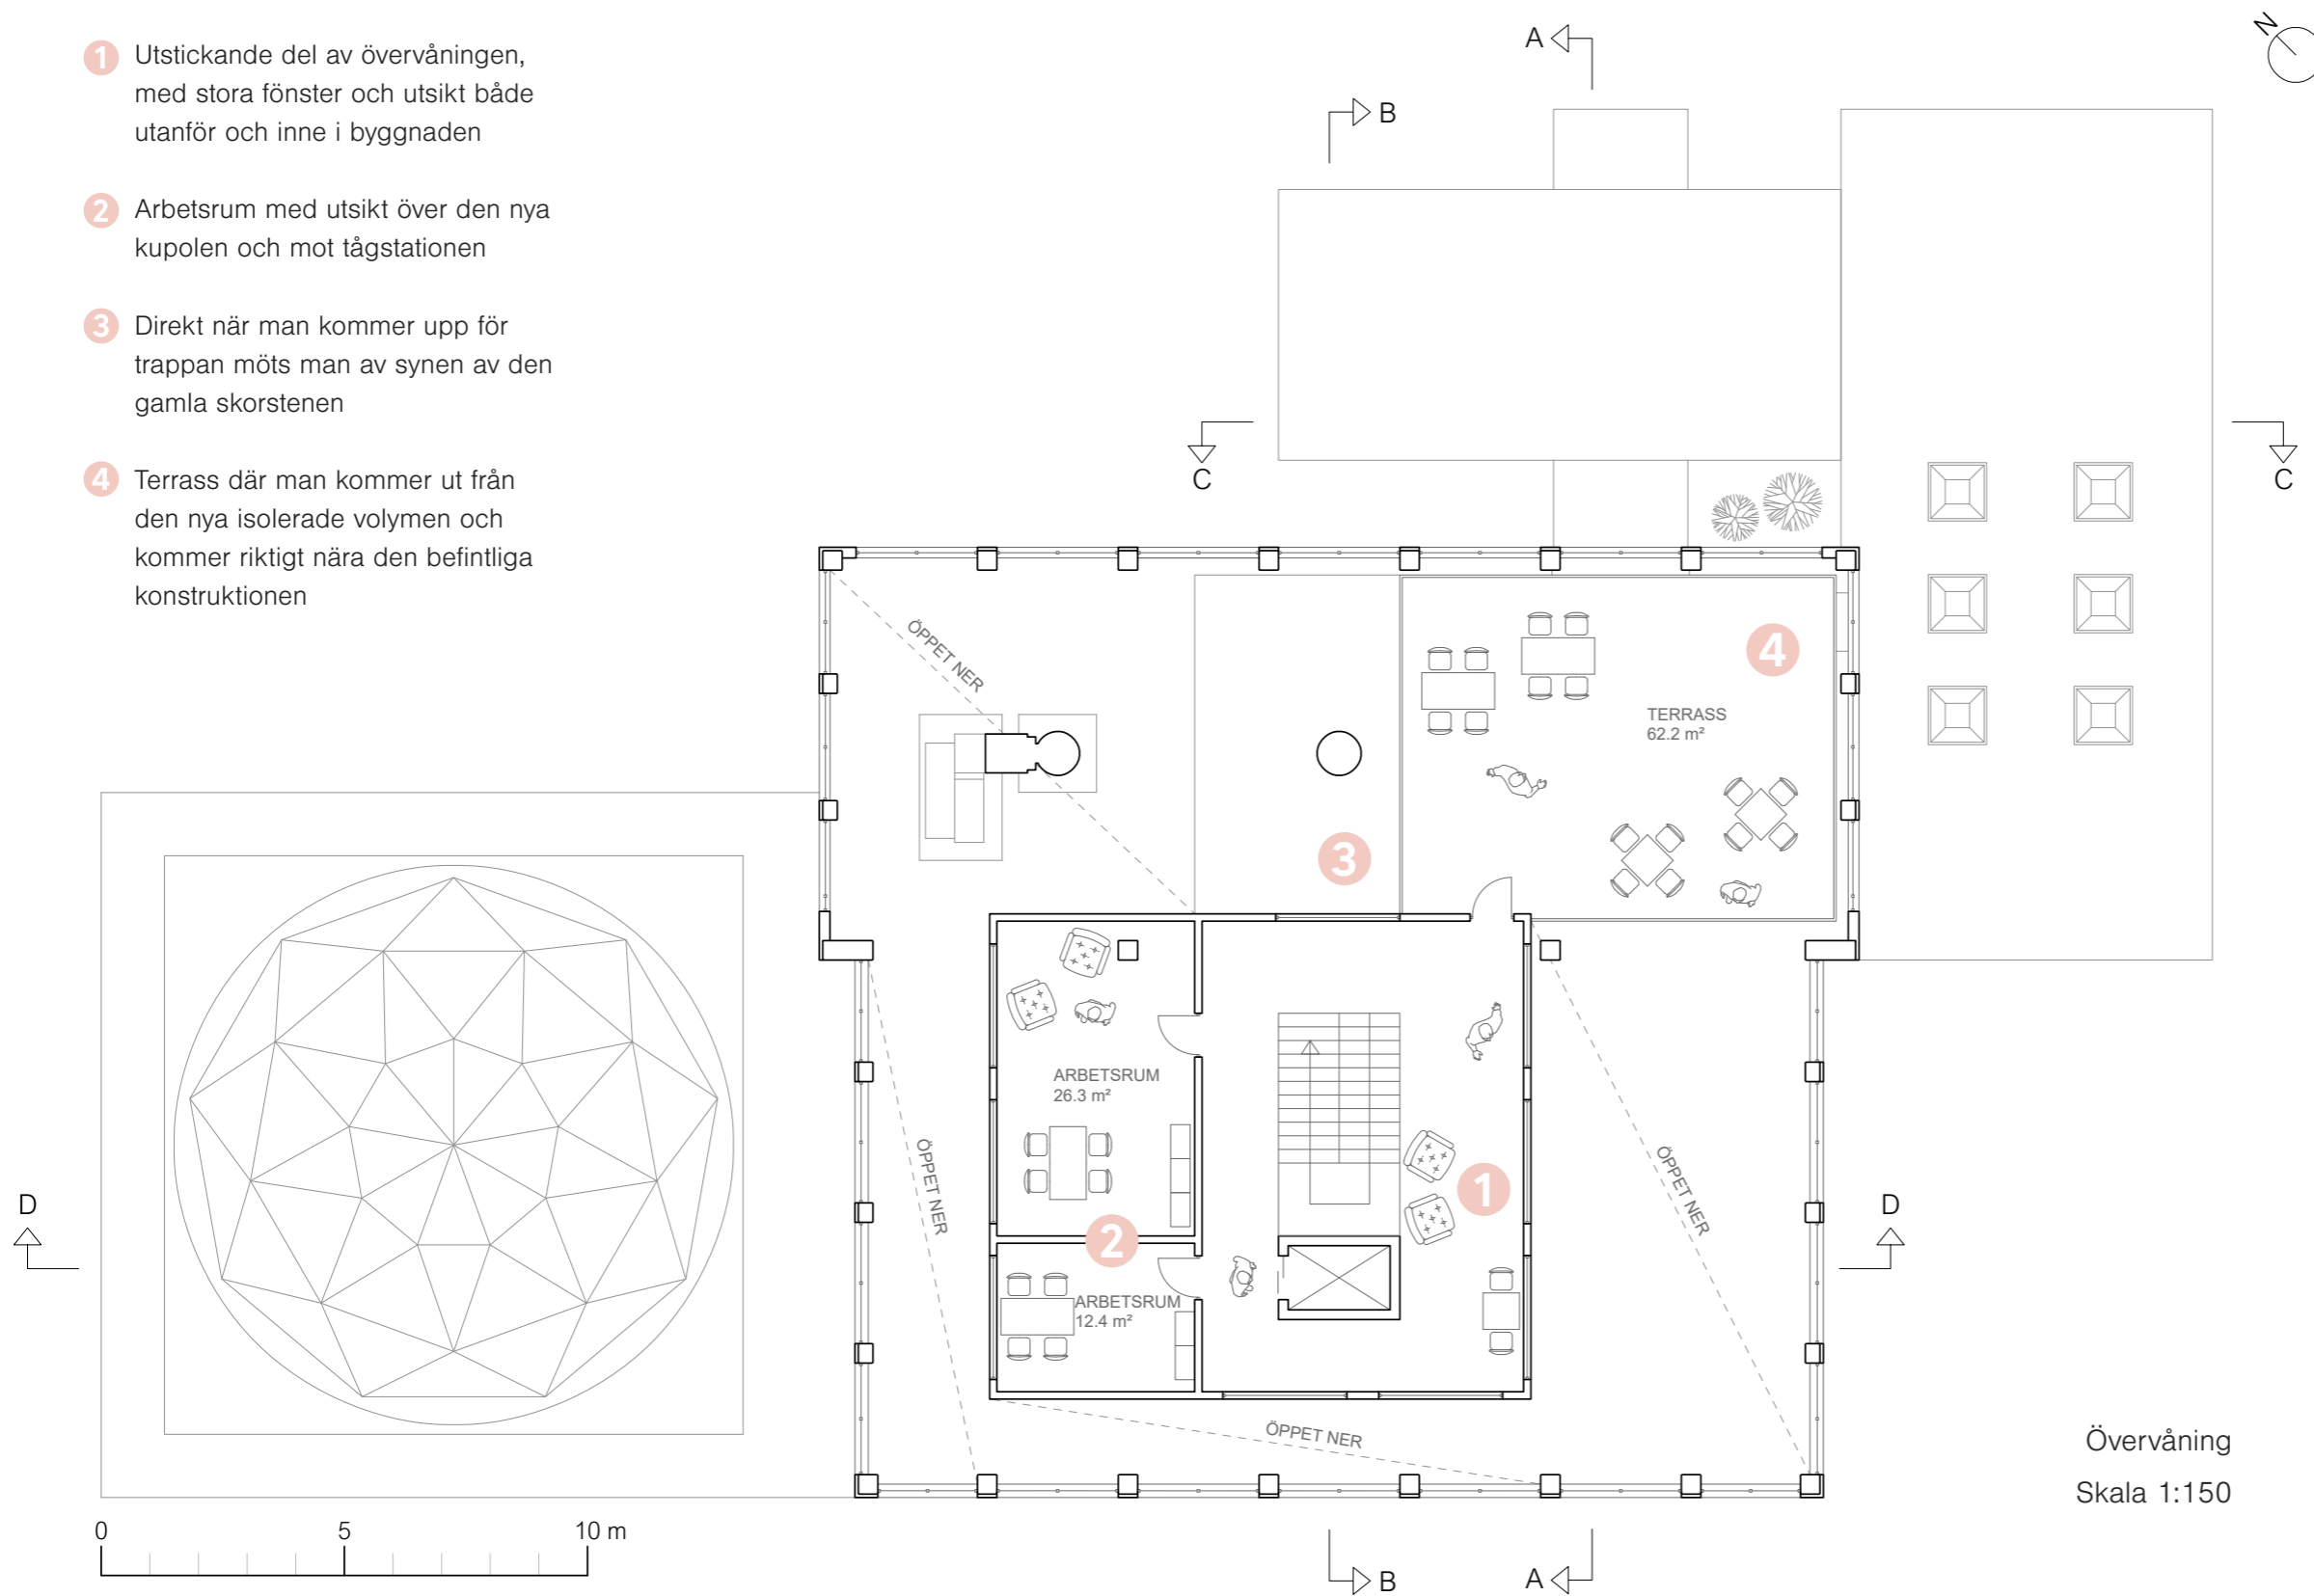 1 Utstickande del av övervåningen,
med stora fönster och utsikt både
utanför och inne i byggnaden
2 Arbetsrum med utsikt över den nya
kupolen och mot tågstationen
3 Direkt när man kommer upp för
trappan möts man av synen av den
gamla skorstenen
4 Terrass där man kommer ut från
den nya isolerade volymen och
kommer riktigt nära den befintliga
konstruktionen
A
N
B
C
C
ÖPPET NER
4
TERRASS
62.2 m²
3
ARBETSRUM
26.3 m²
ÖPPET NER
ÖPPET NER
1
D
D
2
ARBETSRUM
12.4 m²
ÖPPET NER
Övervåning
Skala 1:150
0 5 10 m
B
A